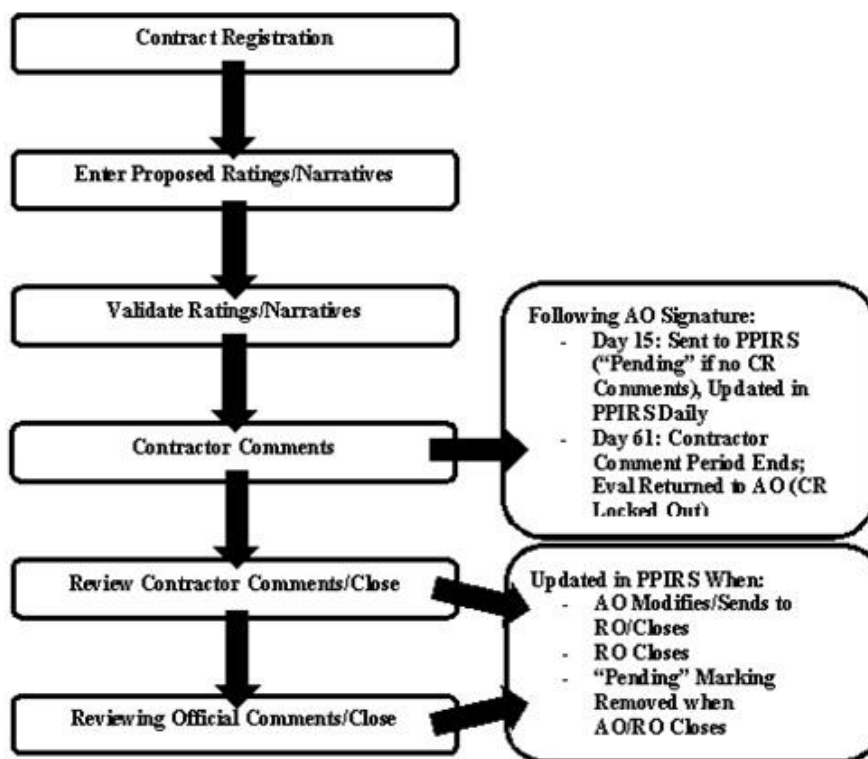 Contract Registration
Enter Proposed Ratings/Narratives
Validate Ratings/Narratives
Contractor Comments
Following AO Signature:
- Day 15: Sent to PPIRS
("Pending" if no CR
Comments), Updated in
PPIRS Daily
- Day 61: Contractor
Comment Period Ends;
Eval Returned to AO (CR
Locked Out)
Review Contractor Comments/Close
Updated in PPIRS When:
- AO Modifies/Sends to
RO/Closes
- RO Closes
- "Pending" Marking
Removed when
AO/RO Closes
Reviewing Official Comments/Close